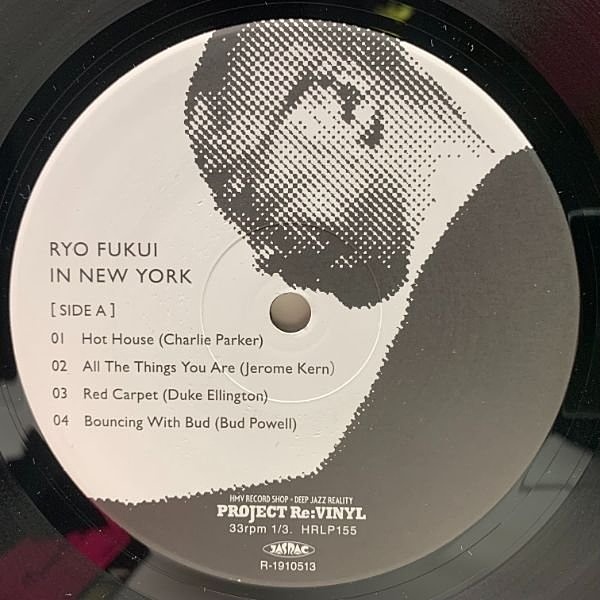 RYO FUKUI
IN NEW YORK
[ SIDE A ]
01 Hot House (Charlie Parker)
02 All The Things You Are (Jerome Kern)
03 Red Carpet (Duke Ellington)
04 Bouncing With Bud (Bud Powell)
HMV RECORD SHOP • DEEP JAZZ REALITY
PROJECT Re:VINYL
33rpm 1/3. HRLP155
JASRAC
R-1910513